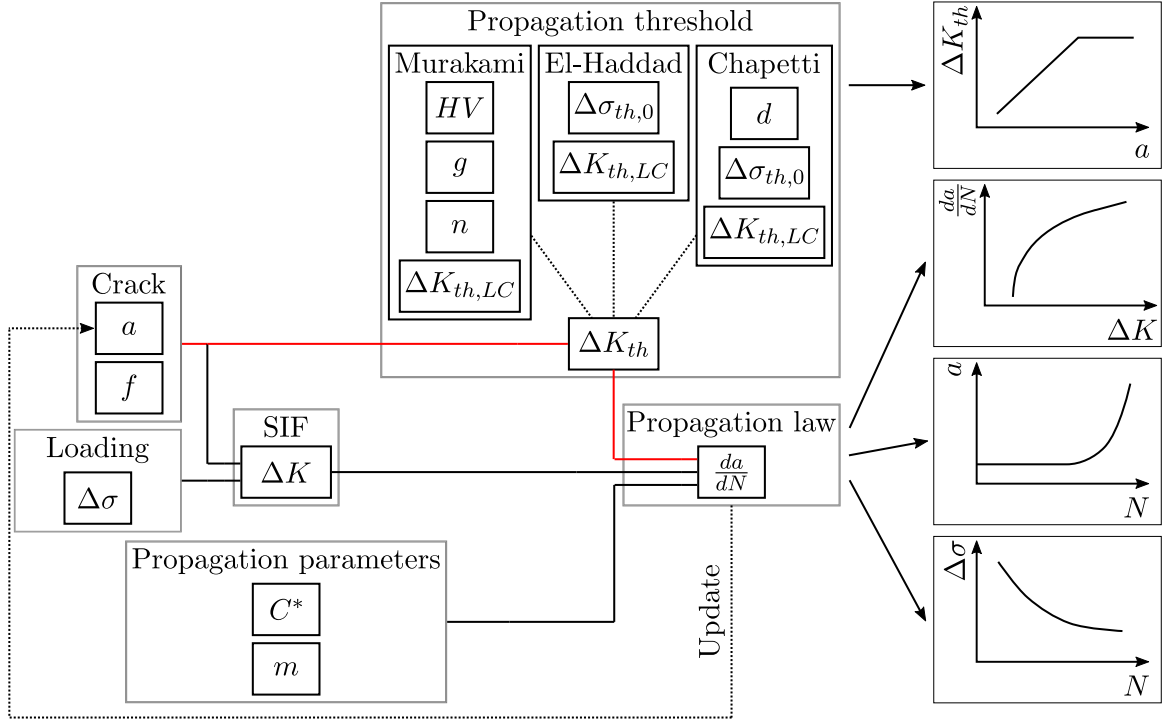 Propagation threshold
Murakami
HV
g
n
ΔK_{th,LC}
El-Haddad
Δσ_{th,0}
ΔK_{th,LC}
Chapetti
d
Δσ_{th,0}
ΔK_{th,LC}
ΔK_{th}
Crack
a
f
Loading
Δσ
SIF
ΔK
Propagation law
da
dN
Propagation parameters
C*
m
Update
ΔK_{th}
a
da
dN
ΔK
a
N
Δσ
N